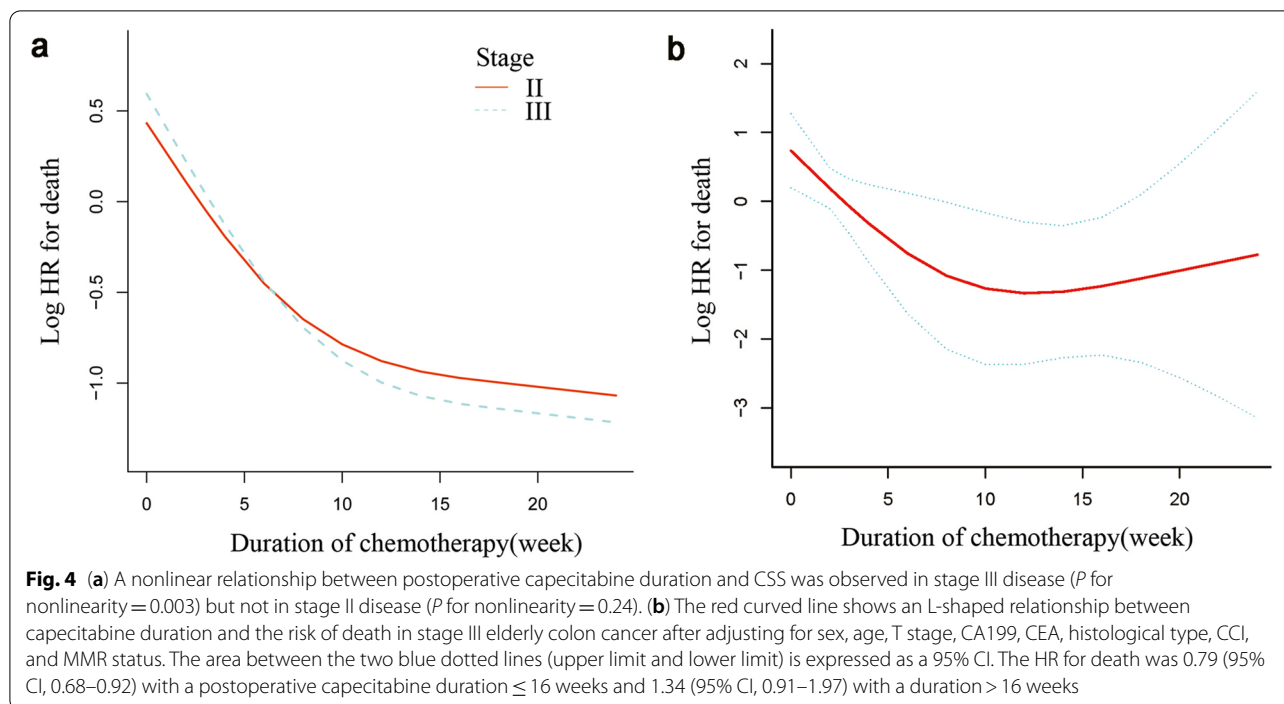 a
Stage
II
III
Log HR for death
0.5
0.0
−0.5
−1.0
0
5
10
15
20
Duration of chemotherapy(week)
b
Log HR for death
2
1
0
−1
−2
−3
0
5
10
15
20
Duration of chemotherapy(week)
Fig. 4 (a) A nonlinear relationship between postoperative capecitabine duration and CSS was observed in stage III disease (P for
nonlinearity = 0.003) but not in stage II disease (P for nonlinearity = 0.24). (b) The red curved line shows an L-shaped relationship between
capecitabine duration and the risk of death in stage III elderly colon cancer after adjusting for sex, age, T stage, CA199, CEA, histological type, CCI,
and MMR status. The area between the two blue dotted lines (upper limit and lower limit) is expressed as a 95% CI. The HR for death was 0.79 (95%
CI, 0.68–0.92) with a postoperative capecitabine duration ≤ 16 weeks and 1.34 (95% CI, 0.91–1.97) with a duration > 16 weeks